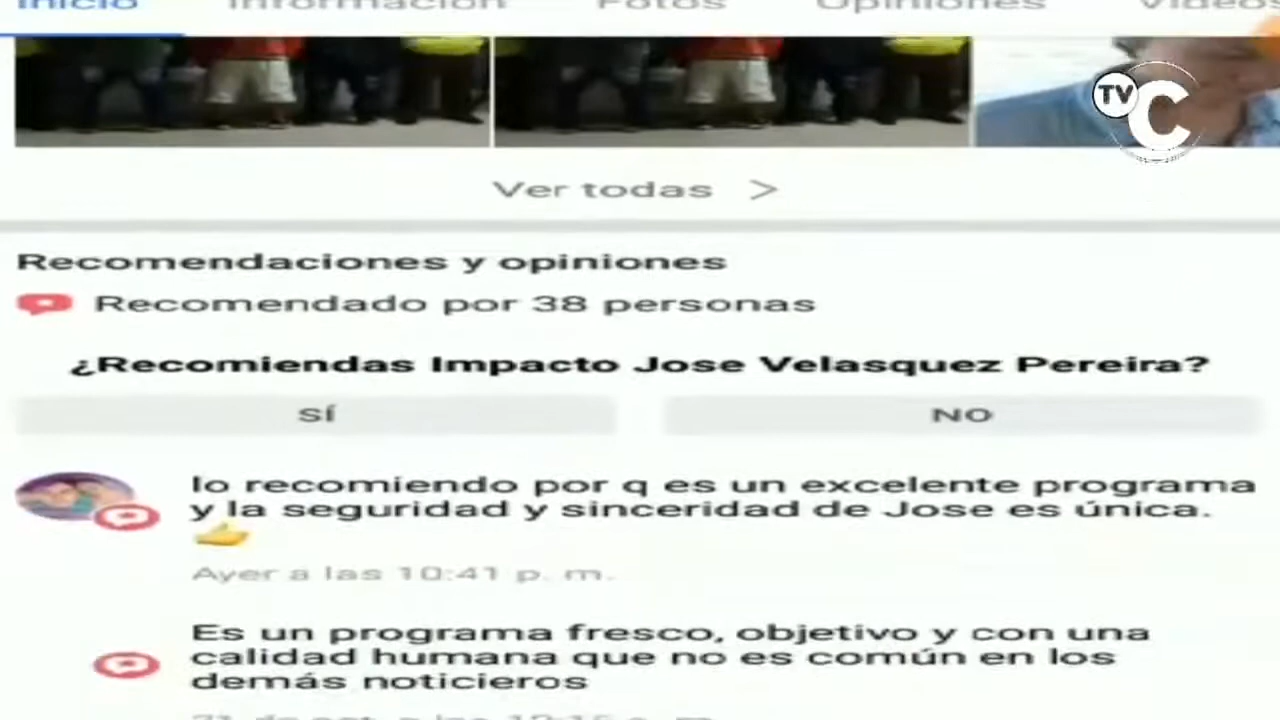 Inicio Información Fotos Opiniones Videos
TV C
Ver todas >
Recomendaciones y opiniones
Recomendado por 38 personas
¿Recomiendas Impacto Jose Velasquez Pereira?
SÍ NO
lo recomiendo por q es un excelente programa
y la seguridad y sinceridad de Jose es única.
👍
Ayer a las 10:41 p. m.
Es un programa fresco, objetivo y con una
calidad humana que no es común en los
demás noticieros